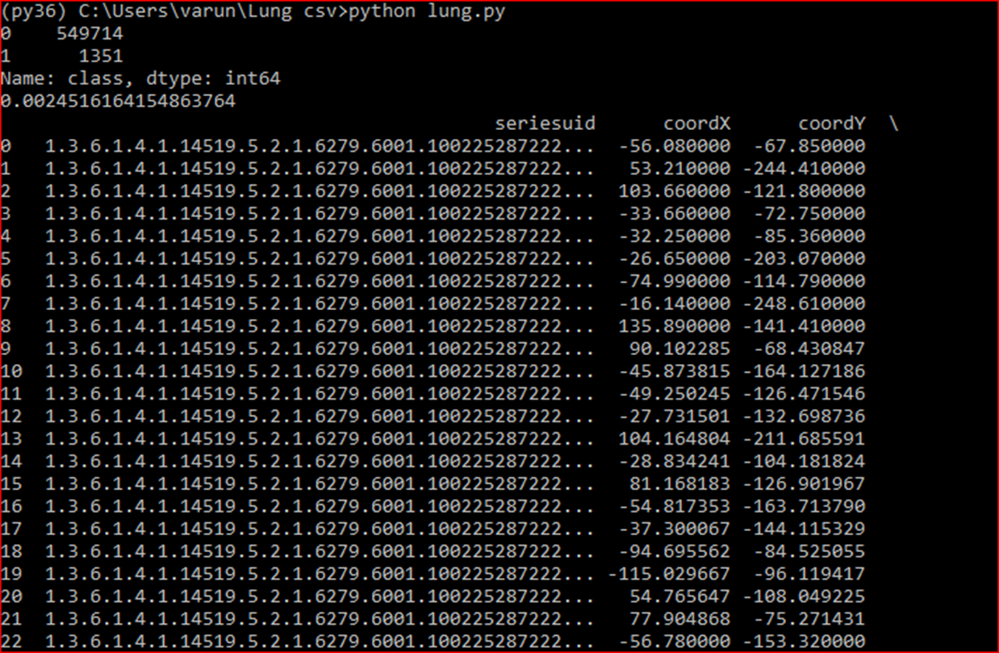 (py36) C:\Users\varun\Lung csv>python lung.py
0    549714
1      1351
Name: class, dtype: int64
0.0024516164154863764
seriesuid      coordX      coordY  \
0   1.3.6.1.4.1.14519.5.2.1.6279.6001.100225287222...  -56.080000  -67.850000
1   1.3.6.1.4.1.14519.5.2.1.6279.6001.100225287222...   53.210000 -244.410000
2   1.3.6.1.4.1.14519.5.2.1.6279.6001.100225287222...  103.660000 -121.800000
3   1.3.6.1.4.1.14519.5.2.1.6279.6001.100225287222...  -33.660000  -72.750000
4   1.3.6.1.4.1.14519.5.2.1.6279.6001.100225287222...  -32.250000  -85.360000
5   1.3.6.1.4.1.14519.5.2.1.6279.6001.100225287222...  -26.650000 -203.070000
6   1.3.6.1.4.1.14519.5.2.1.6279.6001.100225287222...  -74.990000 -114.790000
7   1.3.6.1.4.1.14519.5.2.1.6279.6001.100225287222...  -16.140000 -248.610000
8   1.3.6.1.4.1.14519.5.2.1.6279.6001.100225287222...  135.890000 -141.410000
9   1.3.6.1.4.1.14519.5.2.1.6279.6001.100225287222...   90.102285  -68.430847
10  1.3.6.1.4.1.14519.5.2.1.6279.6001.100225287222...  -45.873815 -164.127186
11  1.3.6.1.4.1.14519.5.2.1.6279.6001.100225287222...  -49.250245 -126.471546
12  1.3.6.1.4.1.14519.5.2.1.6279.6001.100225287222...  -27.731501 -132.698736
13  1.3.6.1.4.1.14519.5.2.1.6279.6001.100225287222...  104.164804 -211.685591
14  1.3.6.1.4.1.14519.5.2.1.6279.6001.100225287222...  -28.834241 -104.181824
15  1.3.6.1.4.1.14519.5.2.1.6279.6001.100225287222...   81.168183 -126.901967
16  1.3.6.1.4.1.14519.5.2.1.6279.6001.100225287222...  -54.817353 -163.713790
17  1.3.6.1.4.1.14519.5.2.1.6279.6001.100225287222...  -37.300067 -144.115329
18  1.3.6.1.4.1.14519.5.2.1.6279.6001.100225287222...  -94.695562  -84.525055
19  1.3.6.1.4.1.14519.5.2.1.6279.6001.100225287222... -115.029667  -96.119417
20  1.3.6.1.4.1.14519.5.2.1.6279.6001.100225287222...   54.765647 -108.049225
21  1.3.6.1.4.1.14519.5.2.1.6279.6001.100225287222...   77.904868  -75.271431
22  1.3.6.1.4.1.14519.5.2.1.6279.6001.100225287222...  -56.780000 -153.320000